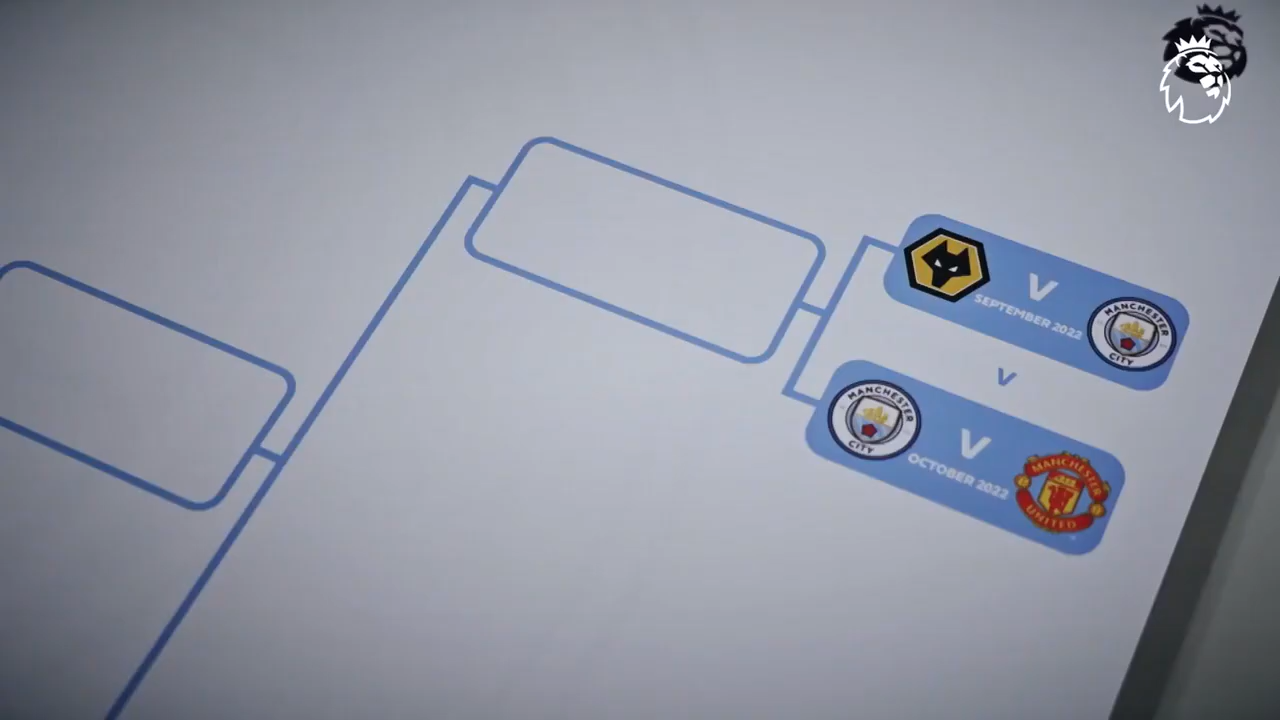 V
SEPTEMBER 2022
MANCHESTER
CITY
V
MANCHESTER
CITY
V
OCTOBER 2022
MANCHESTER
UNITED